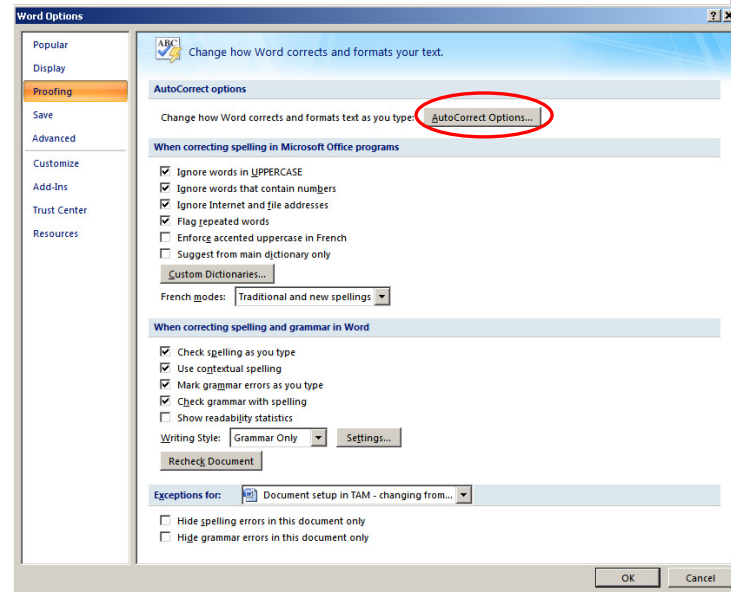 Word Options
Popular
Display
Proofing
Save
Advanced
Customize
Add-Ins
Trust Center
Resources
ABC
Change how Word corrects and formats your text.
AutoCorrect options
Change how Word corrects and formats text as you type: AutoCorrect Options...
When correcting spelling in Microsoft Office programs
Ignore words in UPPERCASE
Ignore words that contain numbers
Ignore Internet and file addresses
Flag repeated words
Enforce accented uppercase in French
Suggest from main dictionary only
Custom Dictionaries...
French modes: Traditional and new spellings
When correcting spelling and grammar in Word
Check spelling as you type
Use contextual spelling
Mark grammar errors as you type
Check grammar with spelling
Show readability statistics
Writing Style: Grammar Only Settings...
Recheck Document
Exceptions for: Document setup in TAM - changing from...
Hide spelling errors in this document only
Hide grammar errors in this document only
OK Cancel